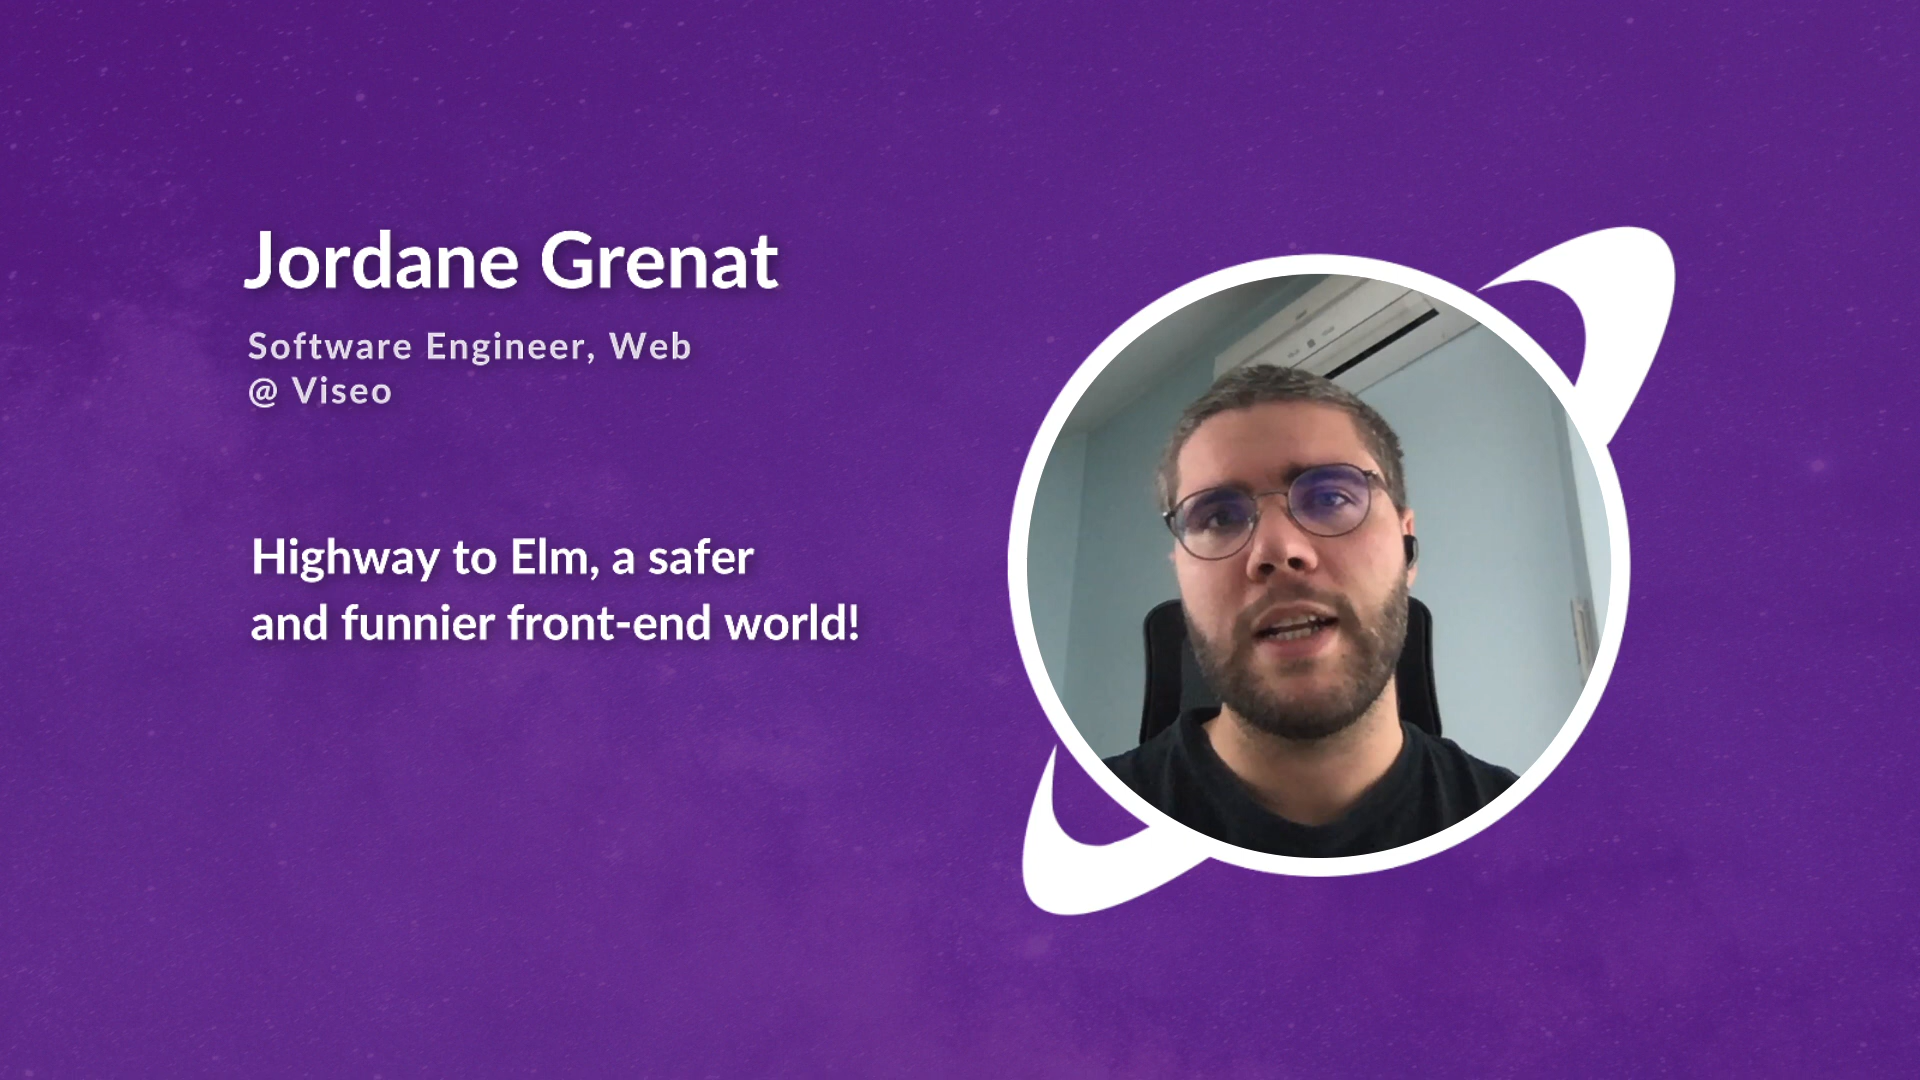 Jordane Grenat
Software Engineer, Web
@ Viseo
Highway to Elm, a safer
and funnier front-end world!